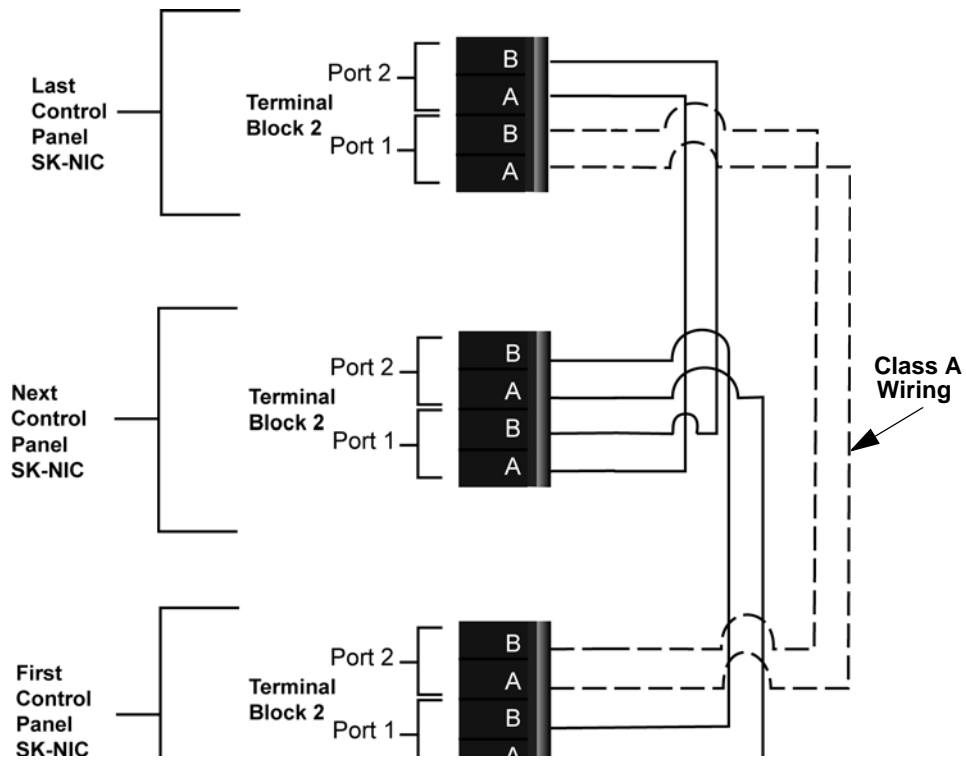 Last
Control
Panel
SK-NIC
Terminal
Block 2
Port 2
Port 1
B
A
B
A
Next
Control
Panel
SK-NIC
Terminal
Block 2
Port 2
Port 1
B
A
B
A
Class A
Wiring
First
Control
Panel
SK-NIC
Terminal
Block 2
Port 2
Port 1
B
A
B
A